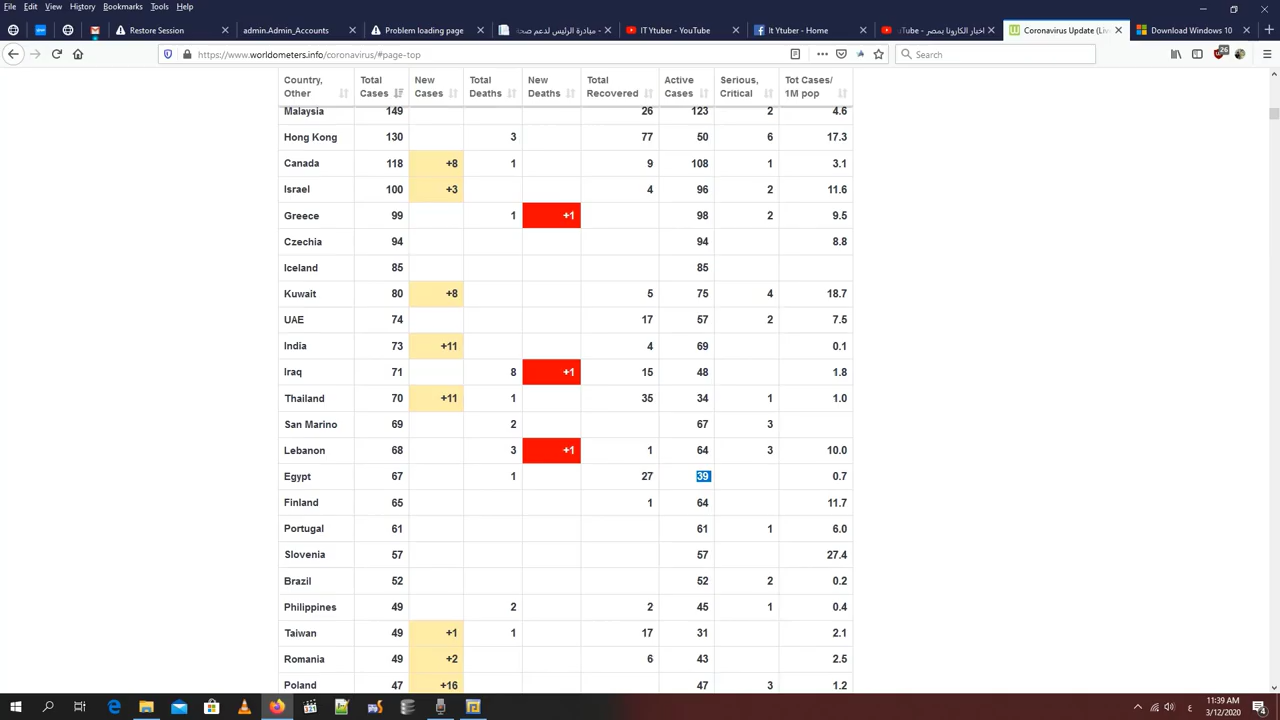 File Edit View History Bookmarks Tools Help
Restore Session
admin.Admin_Accounts
Problem loading page
مبادرة الرئيس لدعم صحا
IT Ytuber - YouTube
It Ytuber - Home
اخبار الكارونا بمصر - uTube
Coronavirus Update (Liv
Download Windows 10
https://www.worldometers.info/coronavirus/#page-top
Search
26
Country, Other Total Cases New Cases Total Deaths New Deaths Total Recovered Active Cases Serious, Critical Tot Cases/ 1M pop
Malaysia 149 26 123 2 4.6
Hong Kong 130 3 77 50 6 17.3
Canada 118 +8 1 9 108 1 3.1
Israel 100 +3 4 96 2 11.6
Greece 99 1 +1 98 2 9.5
Czechia 94 94 8.8
Iceland 85 85
Kuwait 80 +8 5 75 4 18.7
UAE 74 17 57 2 7.5
India 73 +11 4 69 0.1
Iraq 71 8 +1 15 48 1.8
Thailand 70 +11 1 35 34 1 1.0
San Marino 69 2 67 3
Lebanon 68 3 +1 1 64 3 10.0
Egypt 67 1 27 39 0.7
Finland 65 1 64 11.7
Portugal 61 61 1 6.0
Slovenia 57 57 27.4
Brazil 52 52 2 0.2
Philippines 49 2 2 45 1 0.4
Taiwan 49 +1 1 17 31 2.1
Romania 49 +2 6 43 2.5
Poland 47 +16 47 3 1.2
ع
11:39 AM
3/12/2020